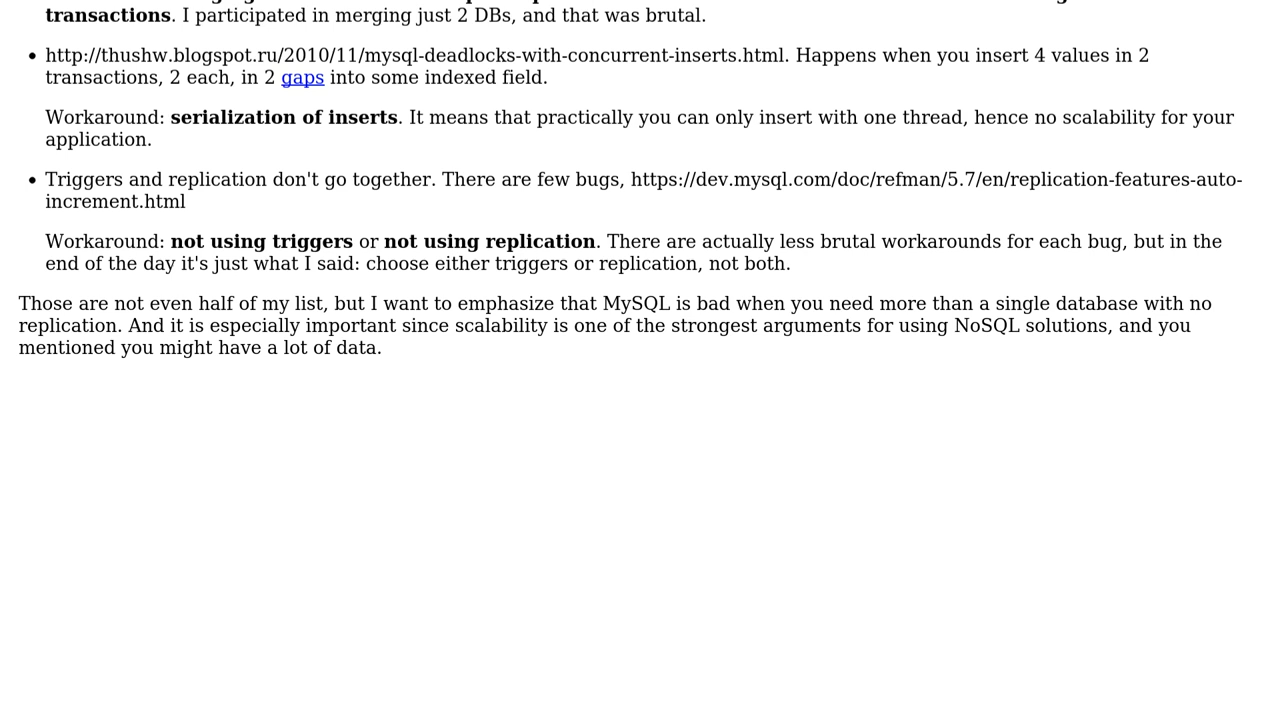 transactions. I participated in merging just 2 DBs, and that was brutal.
• http://thushw.blogspot.ru/2010/11/mysql-deadlocks-with-concurrent-inserts.html. Happens when you insert 4 values in 2
transactions, 2 each, in 2 gaps into some indexed field.
Workaround: serialization of inserts. It means that practically you can only insert with one thread, hence no scalability for your
application.
• Triggers and replication don't go together. There are few bugs, https://dev.mysql.com/doc/refman/5.7/en/replication-features-auto-
increment.html
Workaround: not using triggers or not using replication. There are actually less brutal workarounds for each bug, but in the
end of the day it's just what I said: choose either triggers or replication, not both.
Those are not even half of my list, but I want to emphasize that MySQL is bad when you need more than a single database with no
replication. And it is especially important since scalability is one of the strongest arguments for using NoSQL solutions, and you
mentioned you might have a lot of data.